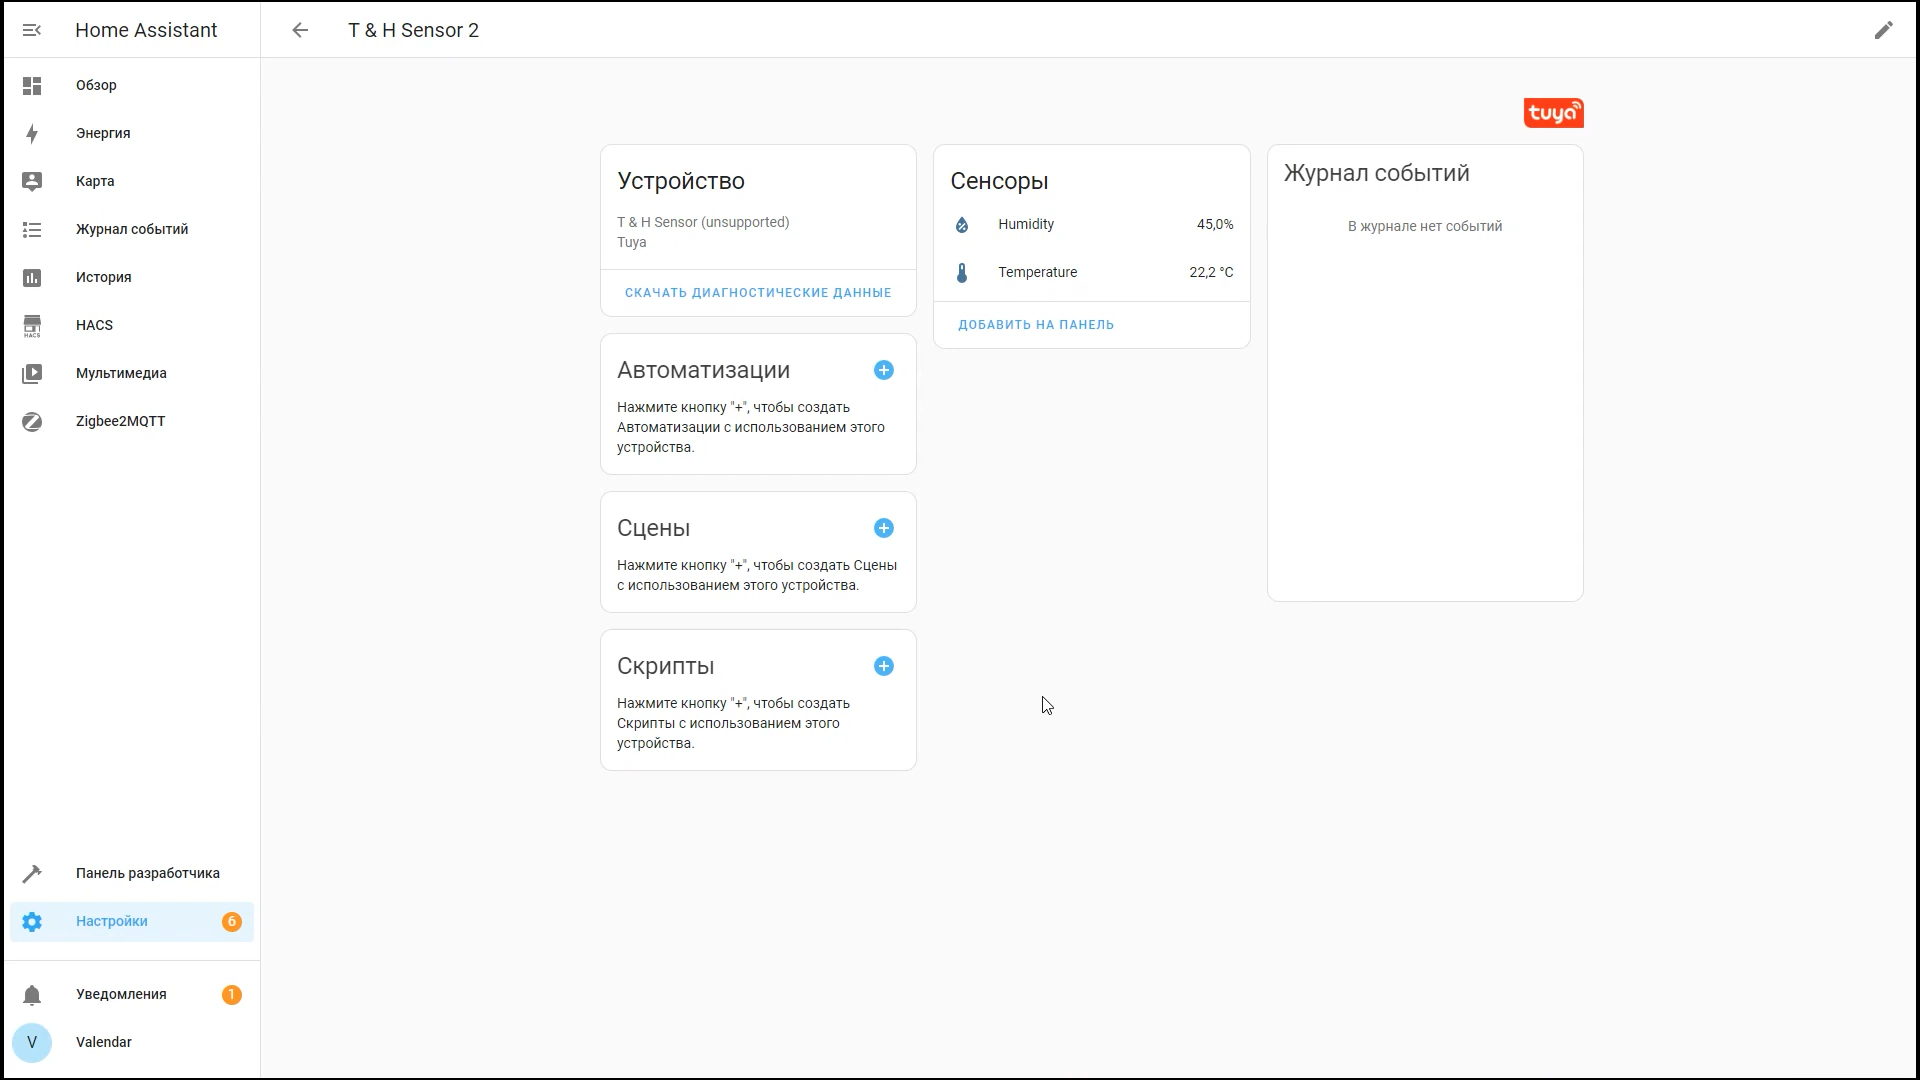 Home Assistant
T & H Sensor 2
Обзор
Энергия
Карта
Журнал событий
История
HACS
HACS
Мультимедиа
Zigbee2MQTT
Панель разработчика
Настройки
6
Уведомления
1
V
Valendar
tuya
Устройство
T & H Sensor (unsupported)
Tuya
СКАЧАТЬ ДИАГНОСТИЧЕСКИЕ ДАННЫЕ
Автоматизации
Нажмите кнопку "+", чтобы создать
Автоматизации с использованием этого
устройства.
Сцены
Нажмите кнопку "+", чтобы создать Сцены
с использованием этого устройства.
Скрипты
Нажмите кнопку "+", чтобы создать
Скрипты с использованием этого
устройства.
Сенсоры
Humidity 45,0%
Temperature 22,2 °C
ДОБАВИТЬ НА ПАНЕЛЬ
Журнал событий
В журнале нет событий